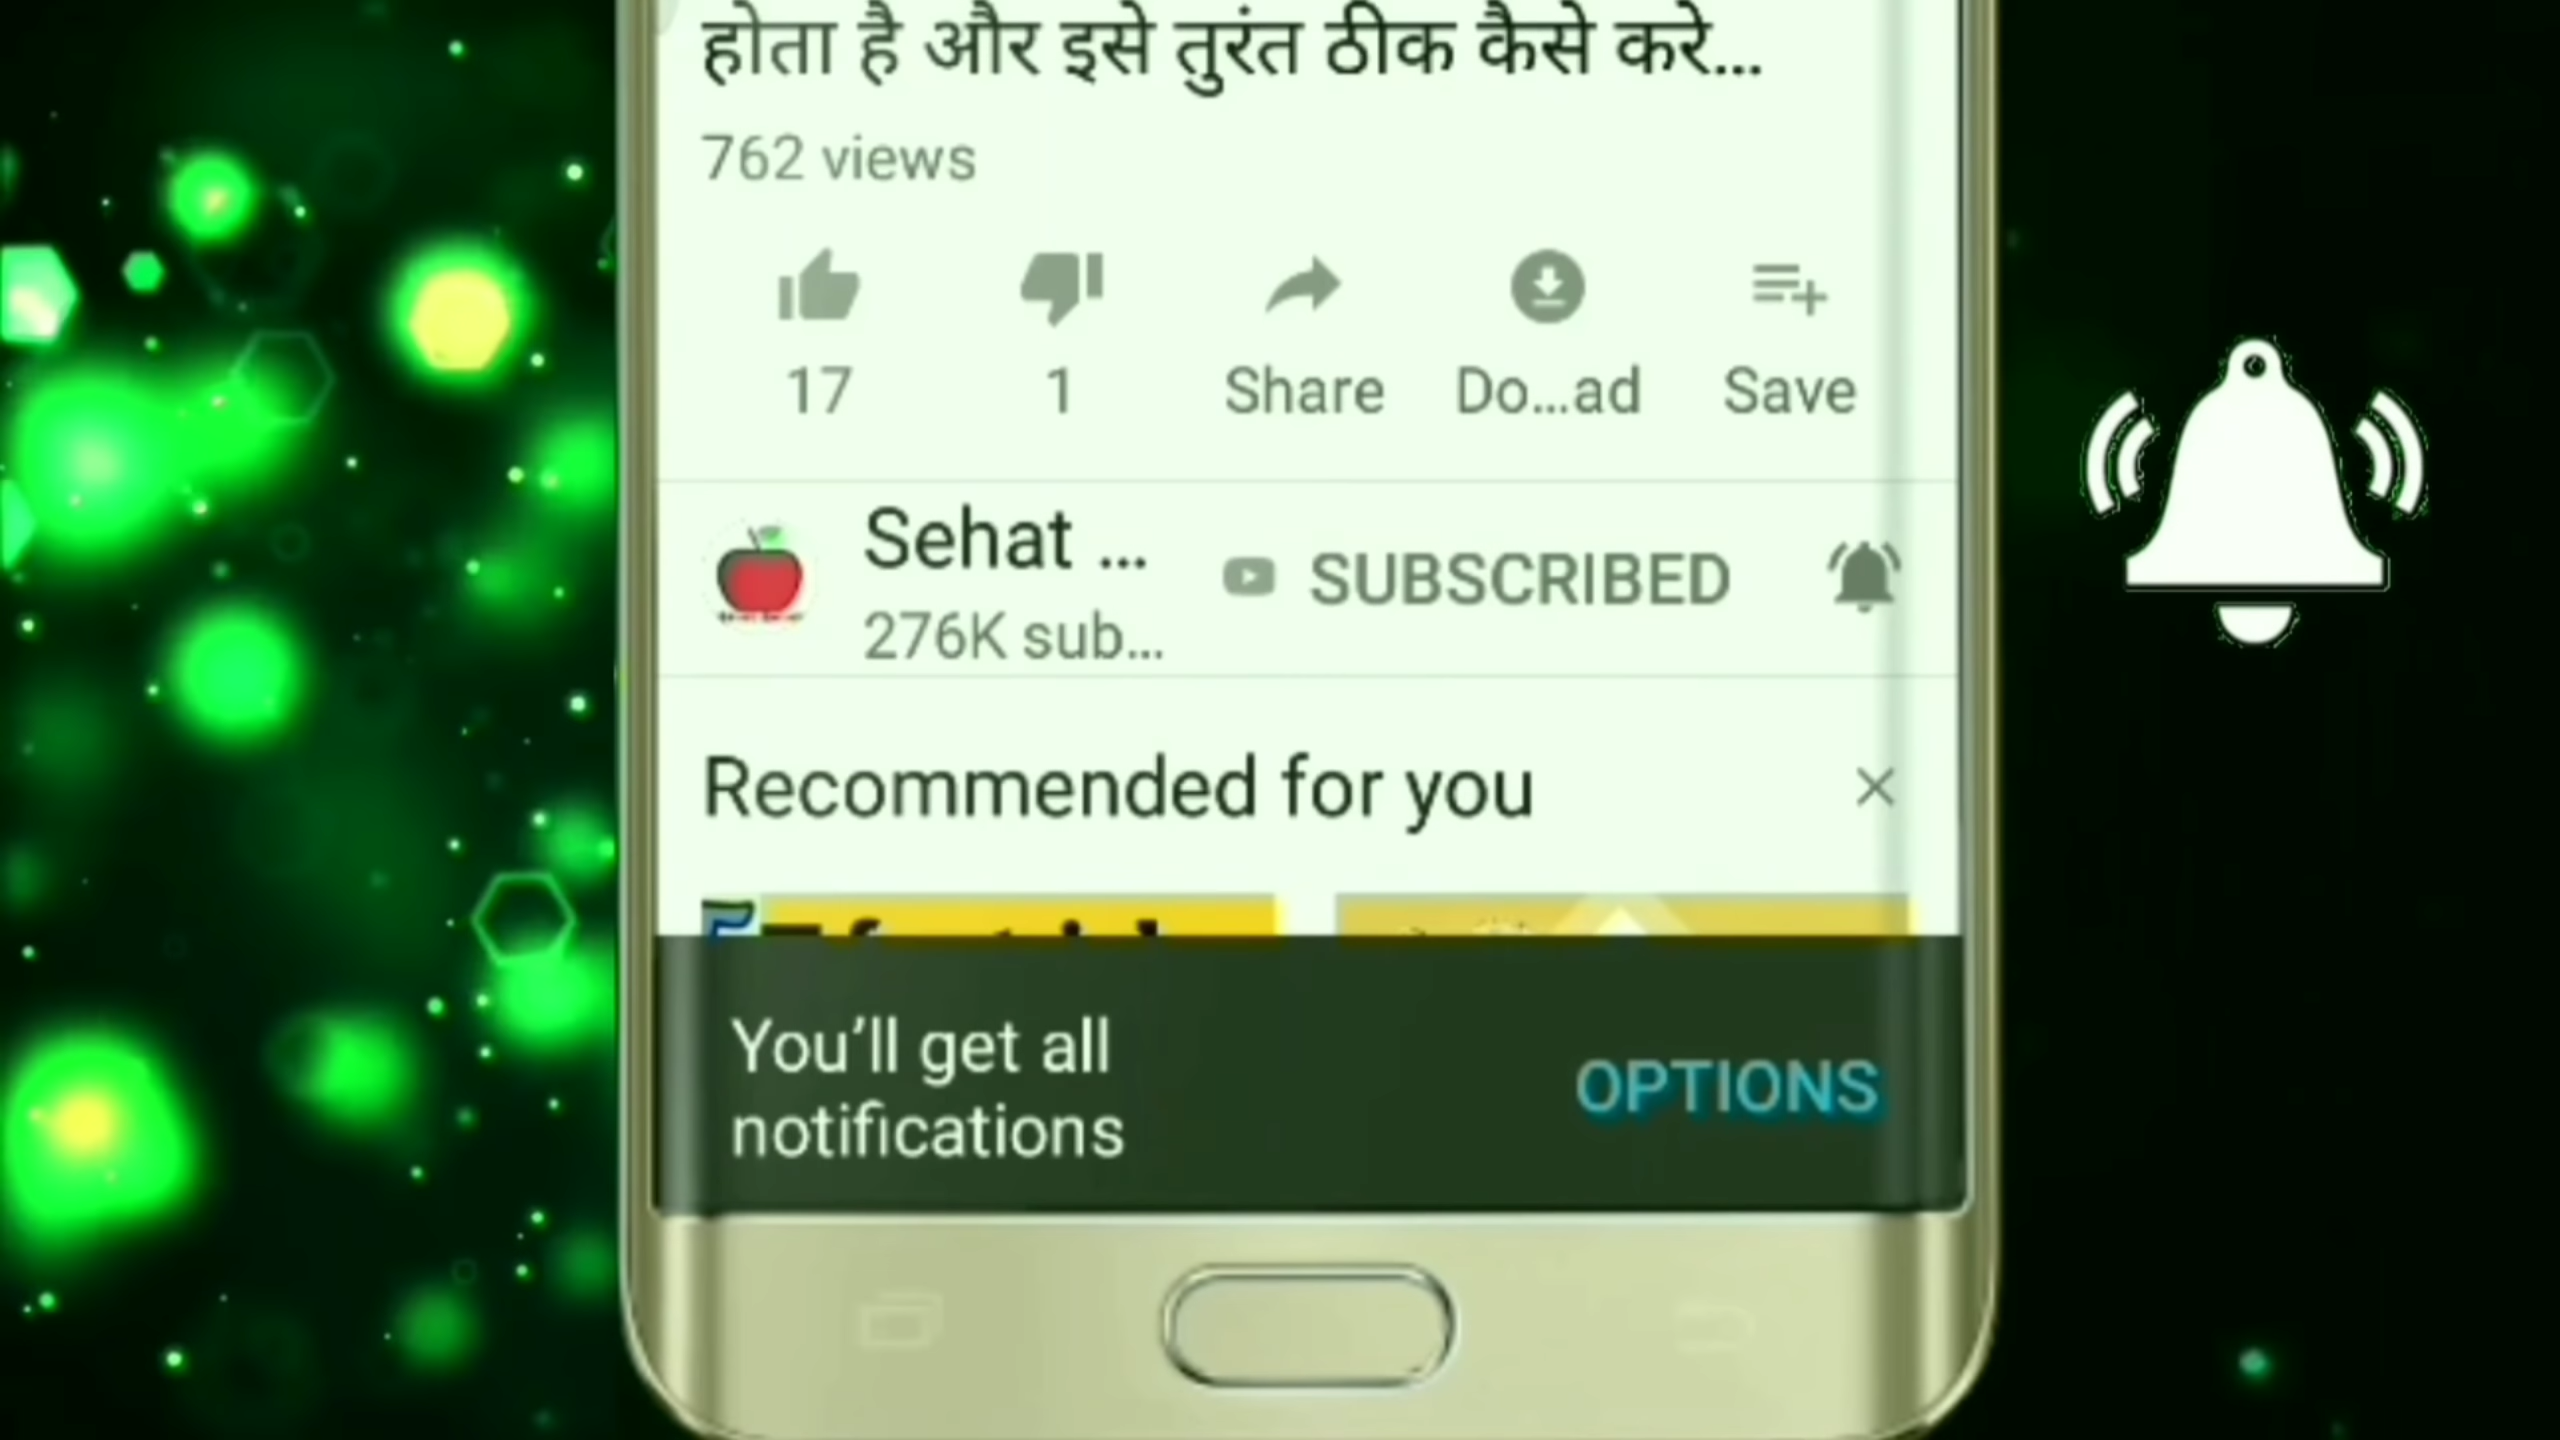 होता है और इसे तुरंत ठीक कैसे करे...
762 views
17 1 Share Do...ad Save
Sehat ...
SUBSCRIBED
276K sub...
Recommended for you
You'll get all
notifications
OPTIONS